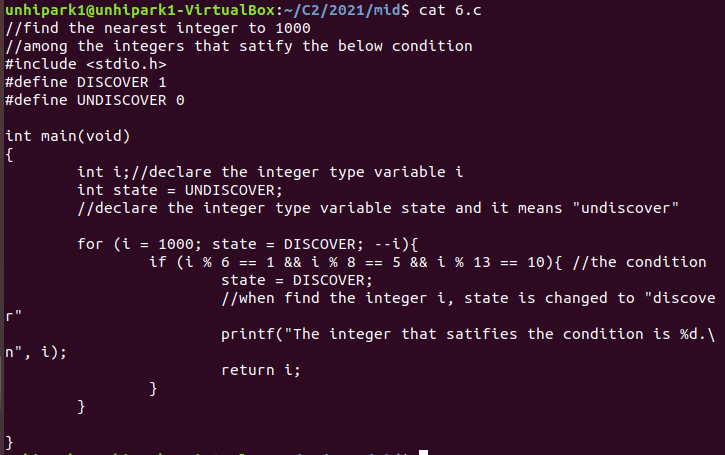 unhipark1@unhipark1-VirtualBox:~/C2/2021/mid$ cat 6.c
//find the nearest integer to 1000
//among the integers that satify the below condition
#include <stdio.h>
#define DISCOVER 1
#define UNDISCOVER 0

int main(void)
{
        int i;//declare the integer type variable i
        int state = UNDISCOVER;
        //declare the integer type variable state and it means "undiscover"

        for (i = 1000; state = DISCOVER; --i){
                if (i % 6 == 1 && i % 8 == 5 && i % 13 == 10){ //the condition
                        state = DISCOVER;
                        //when find the integer i, state is changed to "discove
r"
                        printf("The integer that satifies the condition is %d.\
n", i);
                        return i;
                }
        }

}